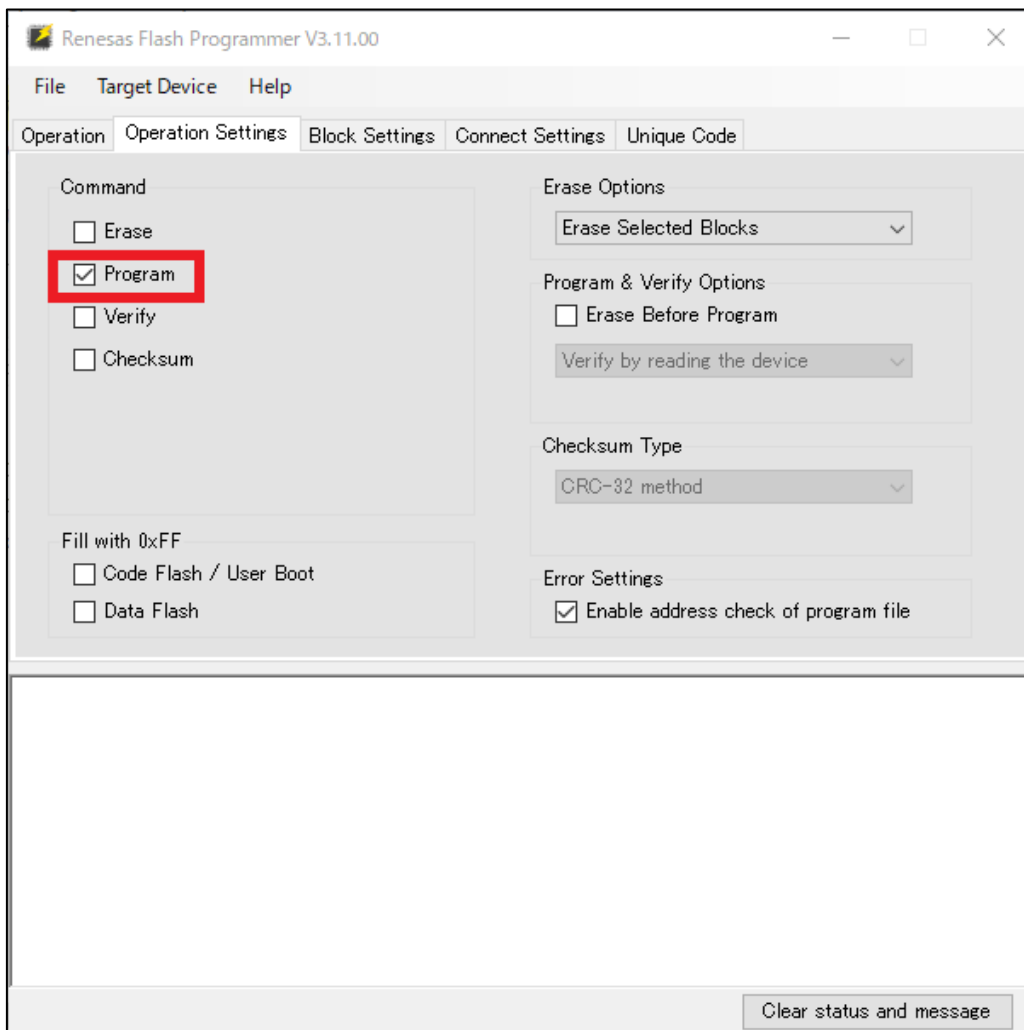 Renesas Flash Programmer V3.11.00
File Target Device Help
Operation Operation Settings Block Settings Connect Settings Unique Code
Command
Erase
Program
Verify
Checksum
Erase Options
Erase Selected Blocks
Program & Verify Options
Erase Before Program
Verify by reading the device
Checksum Type
CRC-32 method
Fill with 0xFF
Code Flash / User Boot
Data Flash
Error Settings
Enable address check of program file
Clear status and message